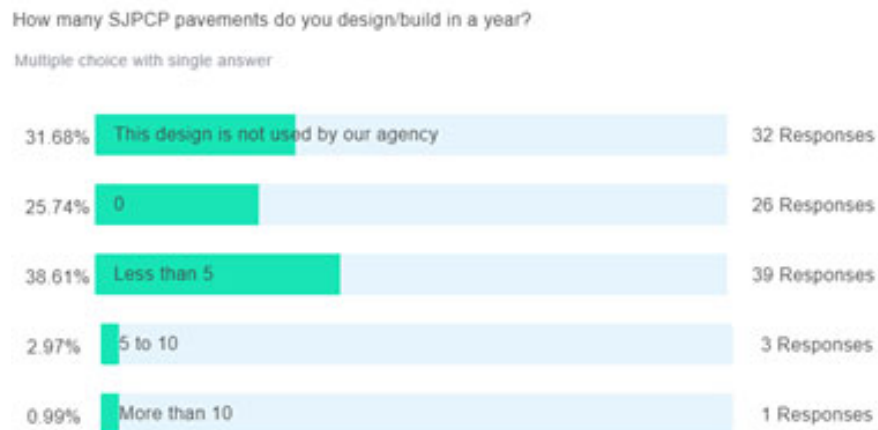 How many SJPCP pavements do you design/build in a year?
Multiple choice with single answer
31.68% This design is not used by our agency 32 Responses
25.74% 0 26 Responses
38.61% Less than 5 39 Responses
2.97% 5 to 10 3 Responses
0.99% More than 10 1 Responses